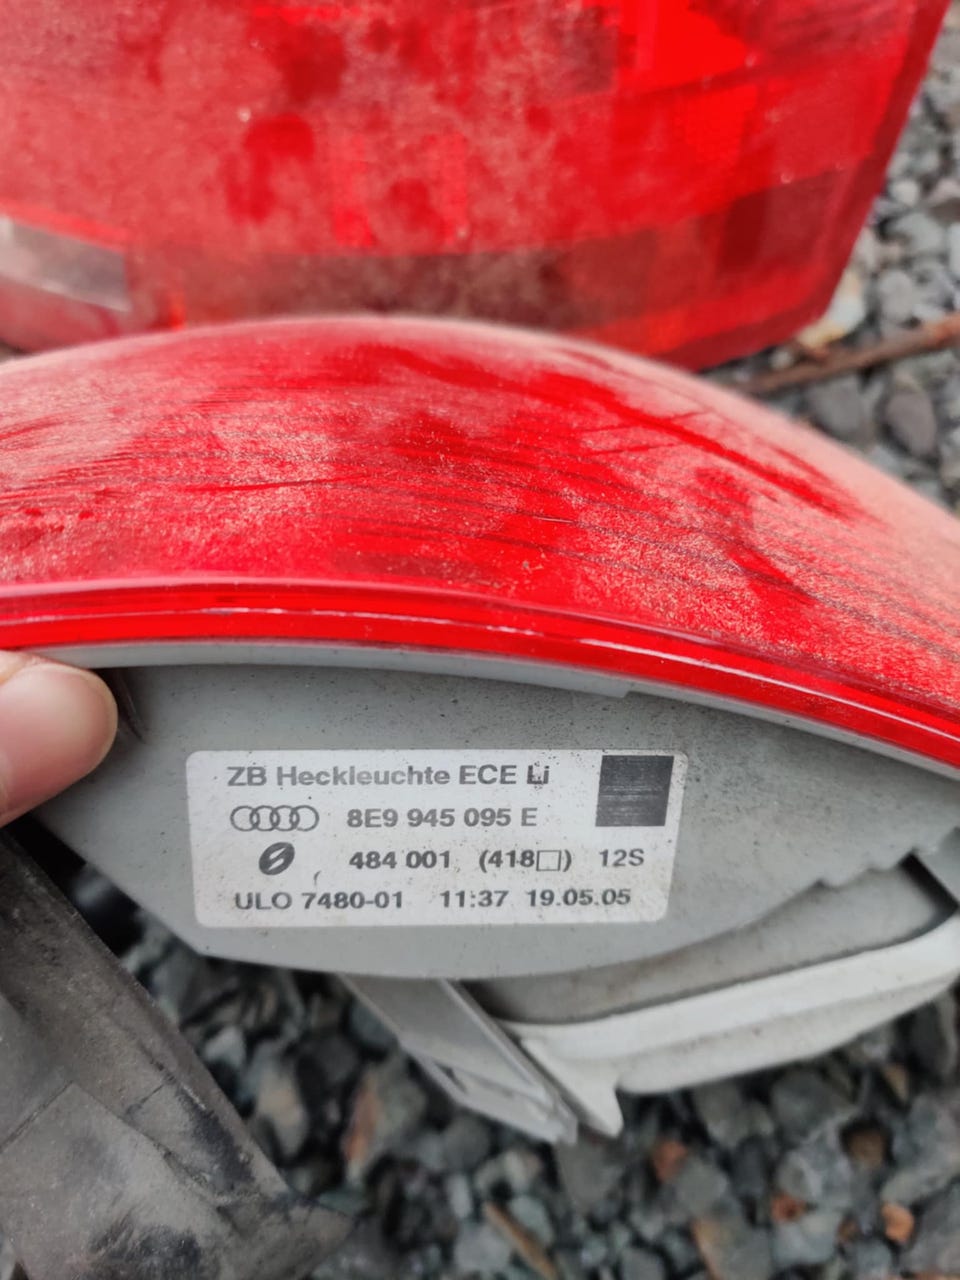 ZB Heckleuchte ECE Li
8E9 945 095 E
484 001 (418□) 12S
ULO 7480-01 11:37 19.05.05